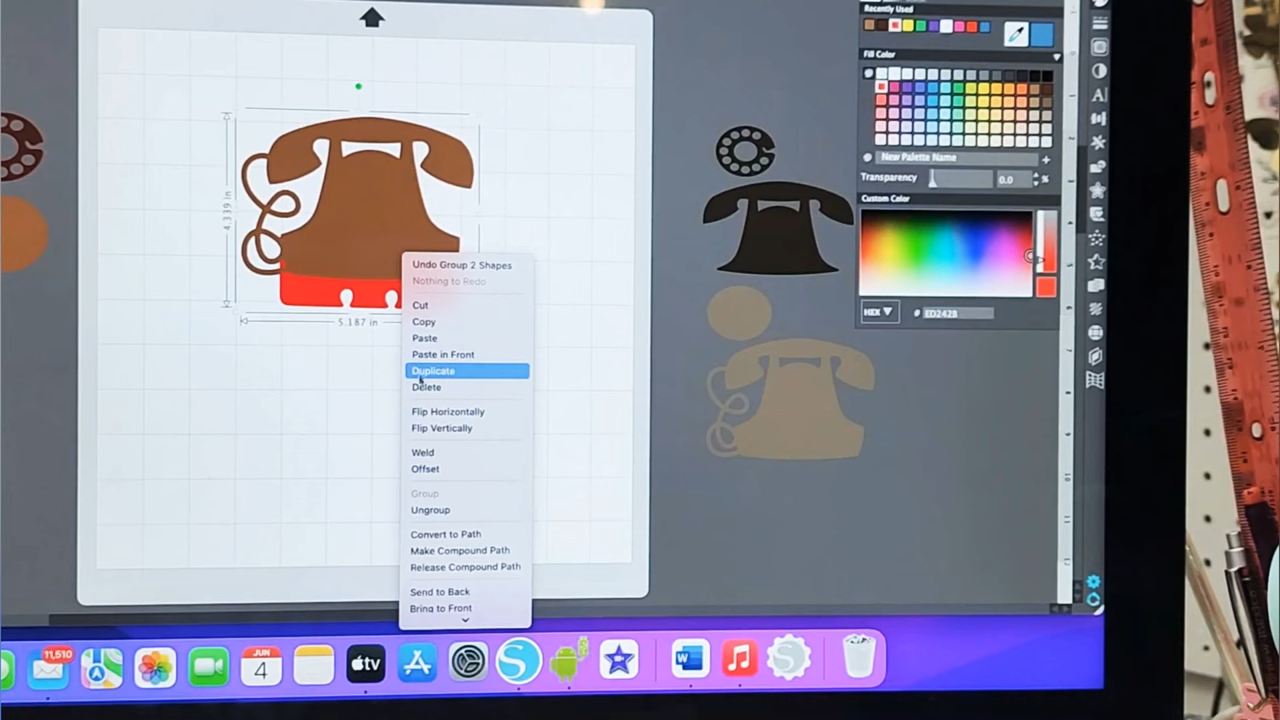 Recently Used
Fill Color
New Palette Name
Transparency
0.0
%
Custom Color
HEX
# ED242B
4.339 in
5.187 in
Undo Group 2 Shapes
Nothing to Redo
Cut
Copy
Paste
Paste in Front
Duplicate
Delete
Flip Horizontally
Flip Vertically
Weld
Offset
Group
Ungroup
Convert to Path
Make Compound Path
Release Compound Path
Send to Back
Bring to Front
11,510
JUN
4
tv
W